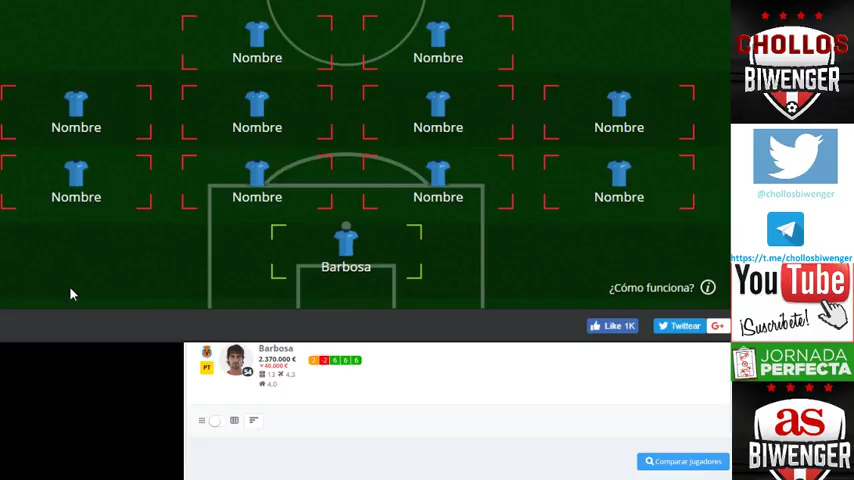 Nombre
Nombre
Nombre
Nombre
Nombre
Nombre
Nombre
Nombre
Nombre
Nombre
Barbosa
¿Cómo funciona?
Like 1K
Twittear
G+
Barbosa
2.370.000 €
40.000 €
13 4,3
4,0
PT
54
2 -2 6 6 6
Comparar Jugadores
CHOLLOS
BIWENGER
@chollosbiwenger
https://t.me/chollosbiwenger
YouTube
¡Suscríbete!
JORNADA
PERFECTA
as
BIWENGER